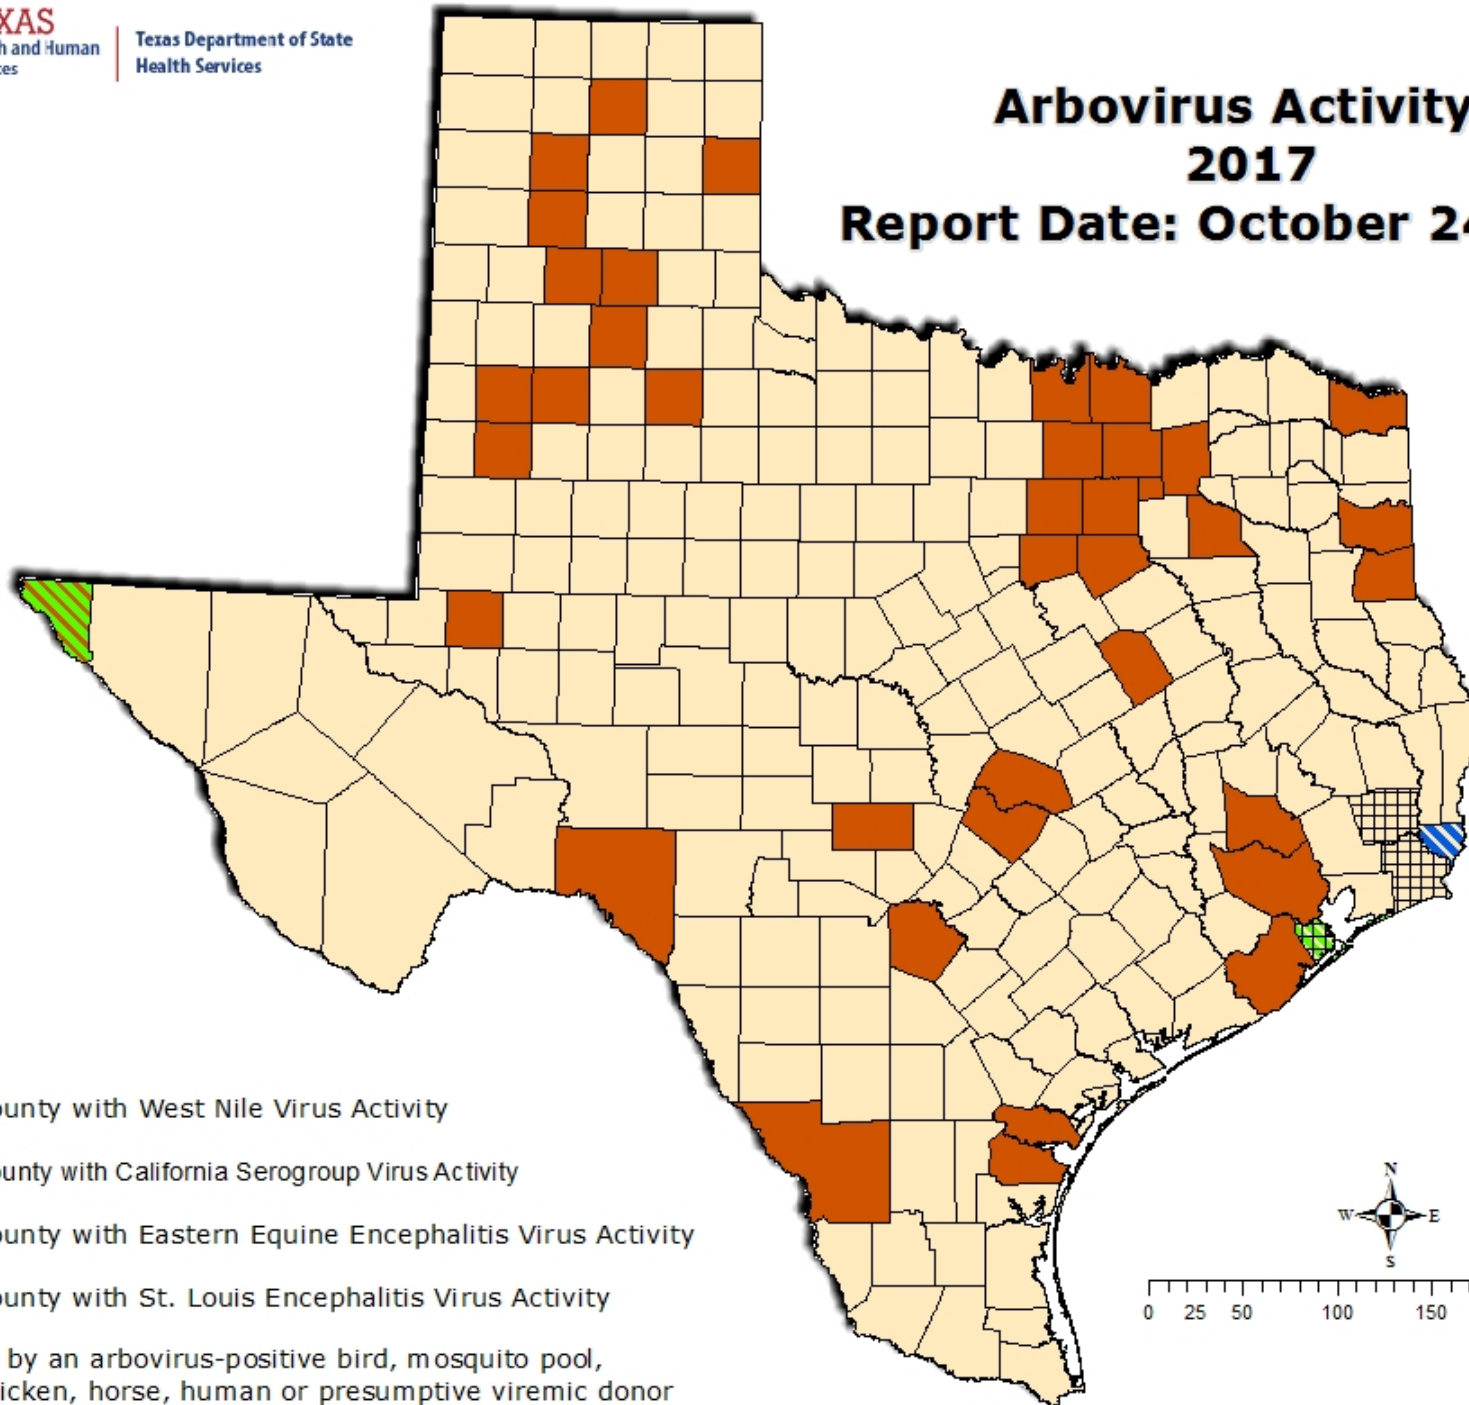 XAS
h and Human
ces
Texas Department of State
Health Services
Arbovirus Activity
2017
Report Date: October 24
ounty with West Nile Virus Activity
ounty with California Serogroup Virus Activity
ounty with Eastern Equine Encephalitis Virus Activity
ounty with St. Louis Encephalitis Virus Activity
by an arbovirus-positive bird, mosquito pool,
icken, horse, human or presumptive viremic donor
N
W E
S
0 25 50 100 150